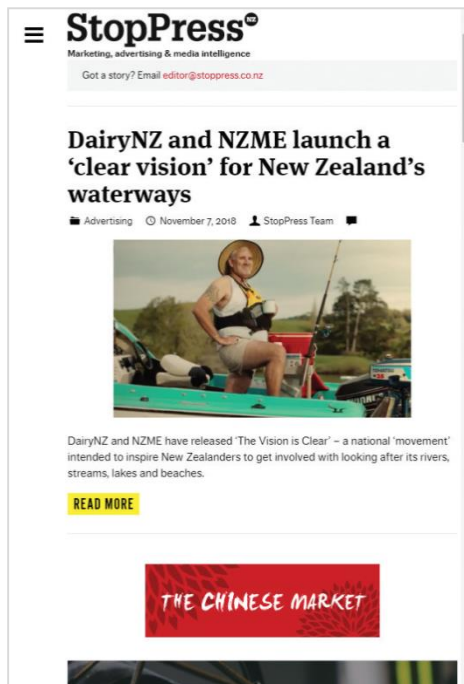 StopPress NZ
Marketing, advertising & media intelligence
Got a story? Email editor@stoppress.co.nz
DairyNZ and NZME launch a
‘clear vision’ for New Zealand’s
waterways
Advertising November 7, 2018 StopPress Team
DairyNZ and NZME have released ‘The Vision is Clear’ – a national ‘movement’
intended to inspire New Zealanders to get involved with looking after its rivers,
streams, lakes and beaches.
READ MORE
THE CHINESE MARKET